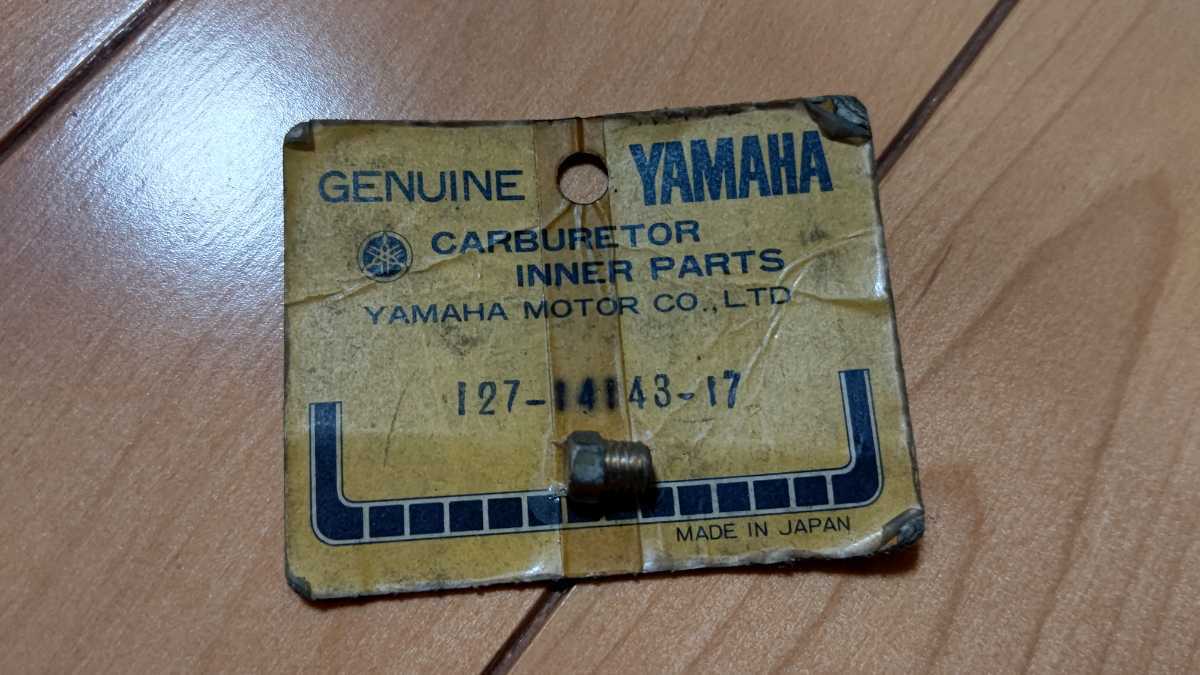 GENUINE YAMAHA
CARBURETOR
INNER PARTS
YAMAHA MOTOR CO., LTD
127-14143-17
MADE IN JAPAN